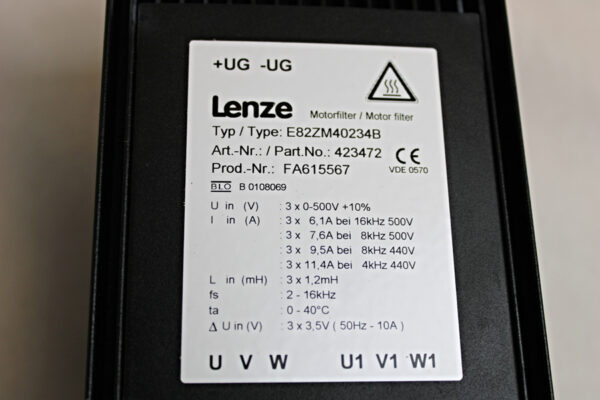 +UG -UG
Lenze Motorfilter / Motor filter
Typ / Type: E82ZM40234B
Art.-Nr.: / Part.No.: 423472 CE
Prod.-Nr.: FA615567 VDE 0570
BLO B 0108069
U in (V) : 3 x 0-500V +10%
I in (A) : 3 x 6,1A bei 16kHz 500V
: 3 x 7,6A bei 8kHz 500V
: 3 x 9,5A bei 8kHz 440V
: 3 x 11,4A bei 4kHz 440V
L in (mH) : 3 x 1,2mH
fs : 2 - 16kHz
ta : 0 - 40°C
Δ U in (V) : 3 x 3,5V ( 50Hz - 10A )
U V W U1 V1 W1